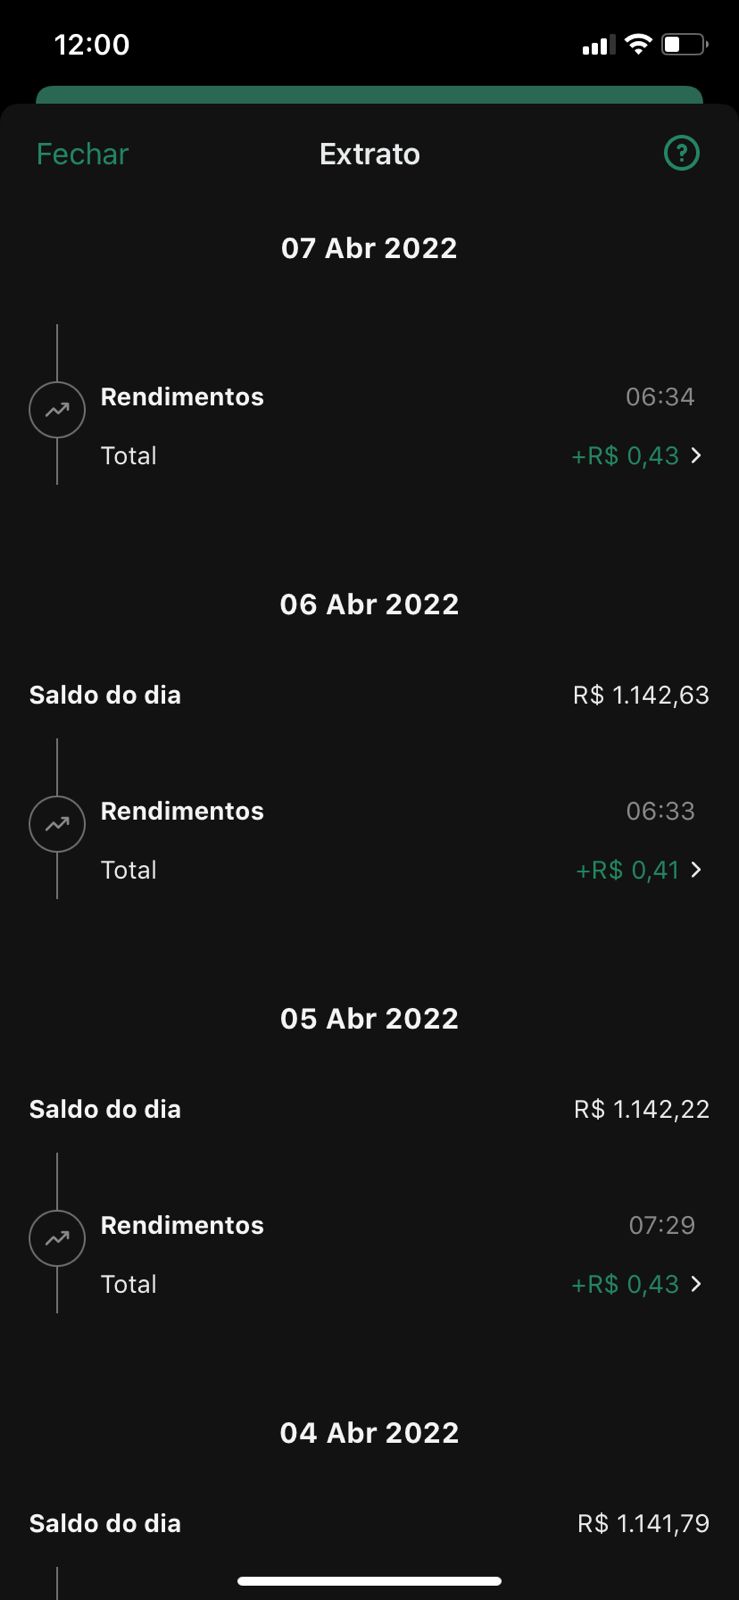 12:00
Fechar Extrato ?
07 Abr 2022
Rendimentos 06:34
Total +R$ 0,43
06 Abr 2022
Saldo do dia R$ 1.142,63
Rendimentos 06:33
Total +R$ 0,41
05 Abr 2022
Saldo do dia R$ 1.142,22
Rendimentos 07:29
Total +R$ 0,43
04 Abr 2022
Saldo do dia R$ 1.141,79